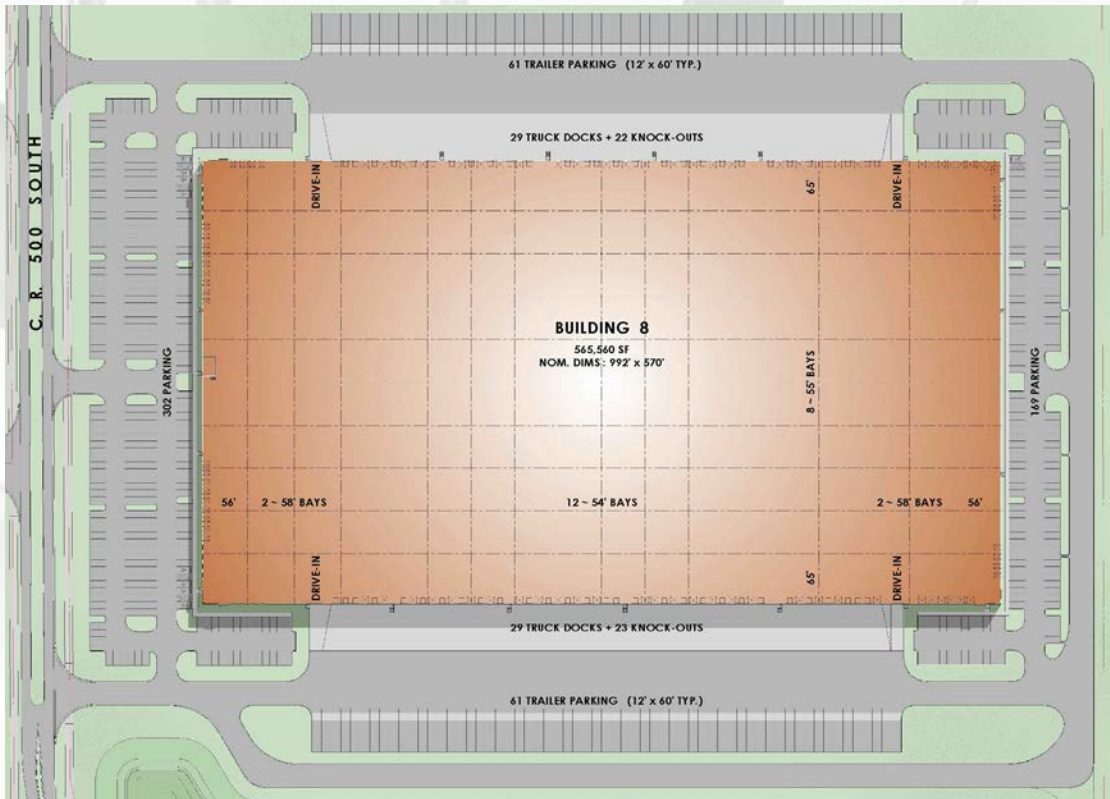 61 TRAILER PARKING (12' x 60' TYP.)
29 TRUCK DOCKS + 22 KNOCK-OUTS
C. R. 500 SOUTH
DRIVE-IN
65'
DRIVE-IN
BUILDING 8
565,560 SF
NOM. DIMS: 992' x 570'
302 PARKING
8 ~ 55' BAYS
169 PARKING
56'
2 ~ 58' BAYS
12 ~ 54' BAYS
2 ~ 58' BAYS
56'
DRIVE-IN
65'
DRIVE-IN
29 TRUCK DOCKS + 23 KNOCK-OUTS
61 TRAILER PARKING (12' x 60' TYP.)